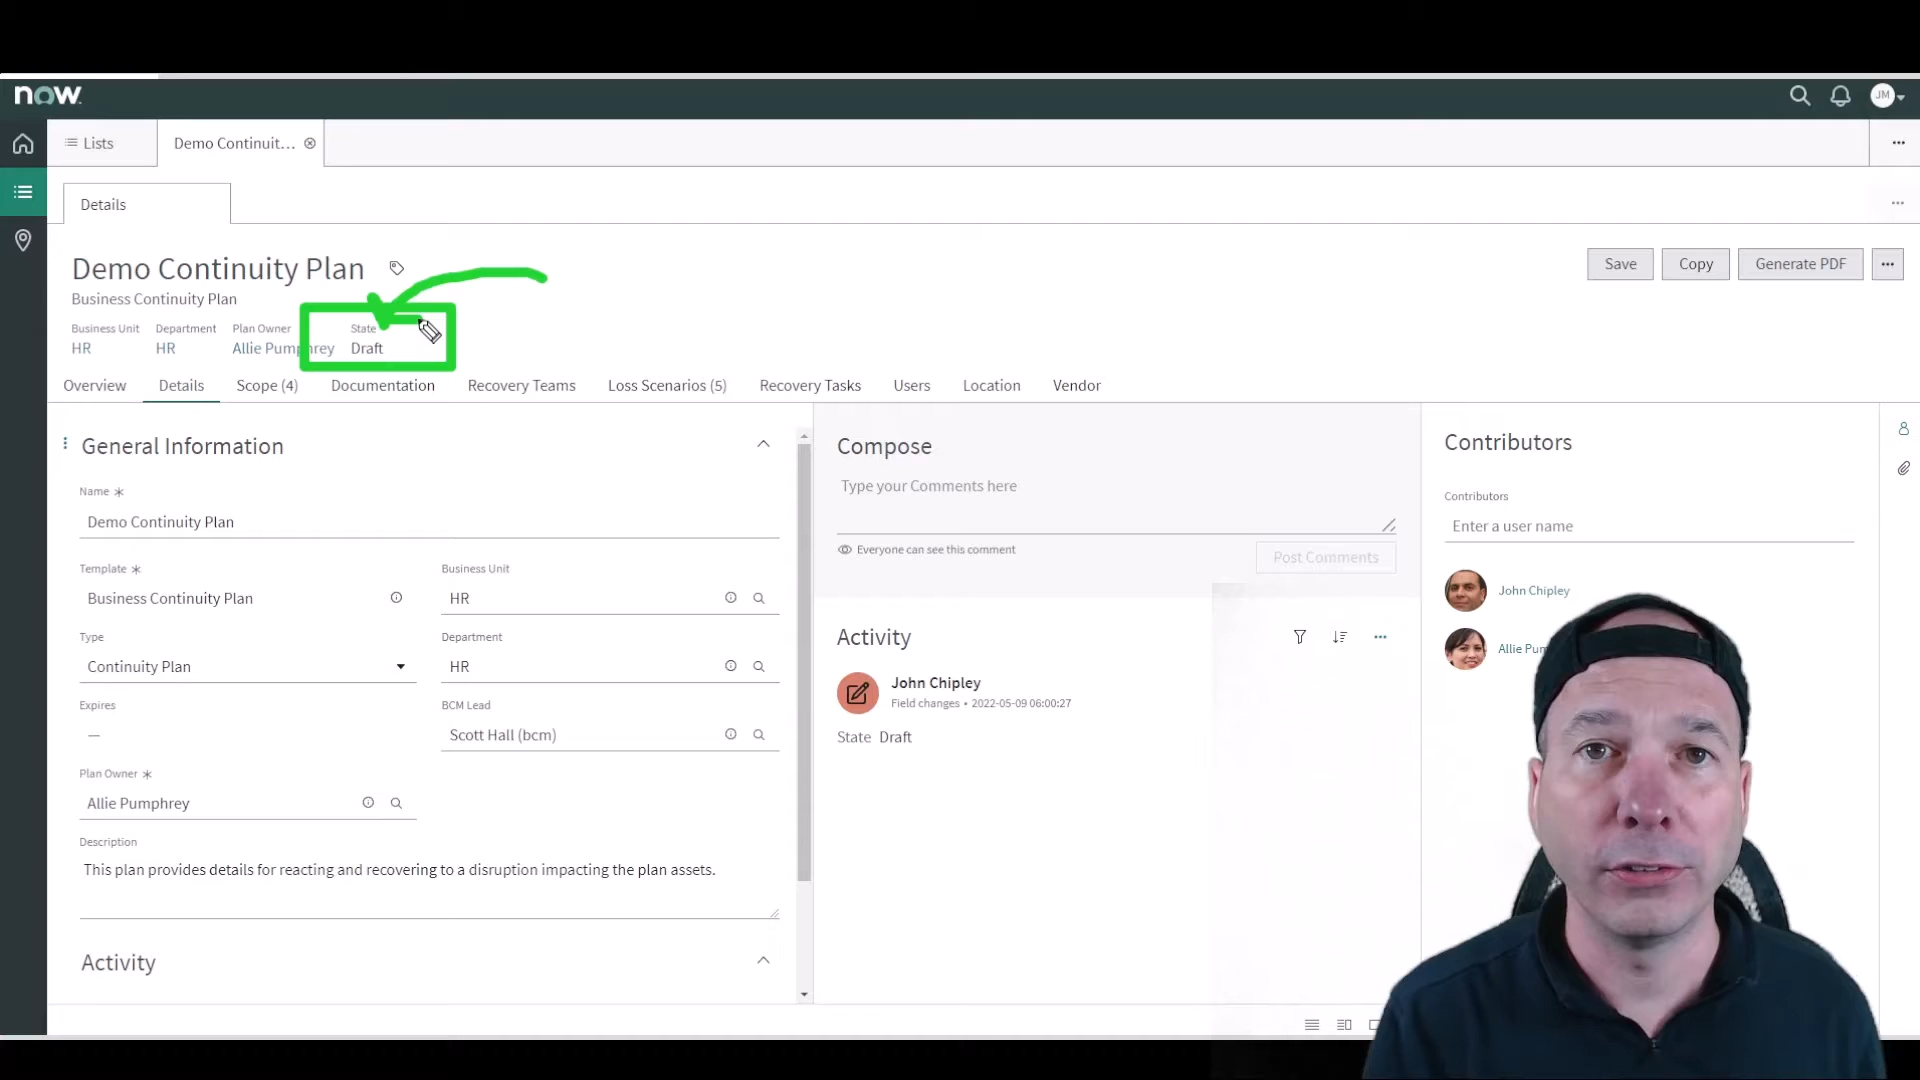 now
JM
Lists
Demo Continuit...
Details
Demo Continuity Plan
Business Continuity Plan
Business Unit Department Plan Owner State
HR HR Allie Pumphrey Draft
Save Copy Generate PDF
Overview Details Scope (4) Documentation Recovery Teams Loss Scenarios (5) Recovery Tasks Users Location Vendor
General Information
Name
Demo Continuity Plan
Template
Business Continuity Plan
Business Unit
HR
Type
Continuity Plan
Department
HR
Expires
—
BCM Lead
Scott Hall (bcm)
Plan Owner
Allie Pumphrey
Description
This plan provides details for reacting and recovering to a disruption impacting the plan assets.
Activity
Compose
Type your Comments here
Everyone can see this comment
Post Comments
Activity
John Chipley
Field changes • 2022-05-09 06:00:27
State Draft
Contributors
Contributors
Enter a user name
John Chipley
Allie Pum